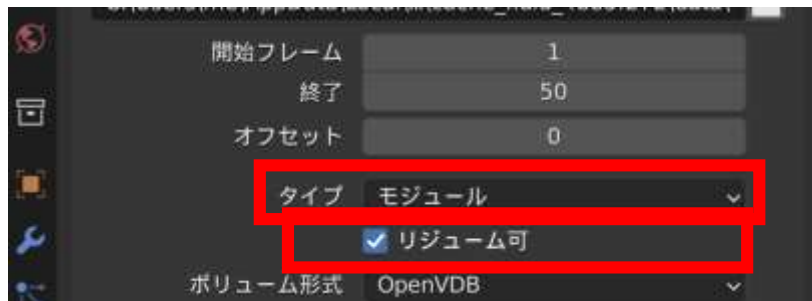 開始フレーム 1
終了 50
オフセット 0
タイプ モジュール
リジューム可
ボリューム形式 OpenVDB